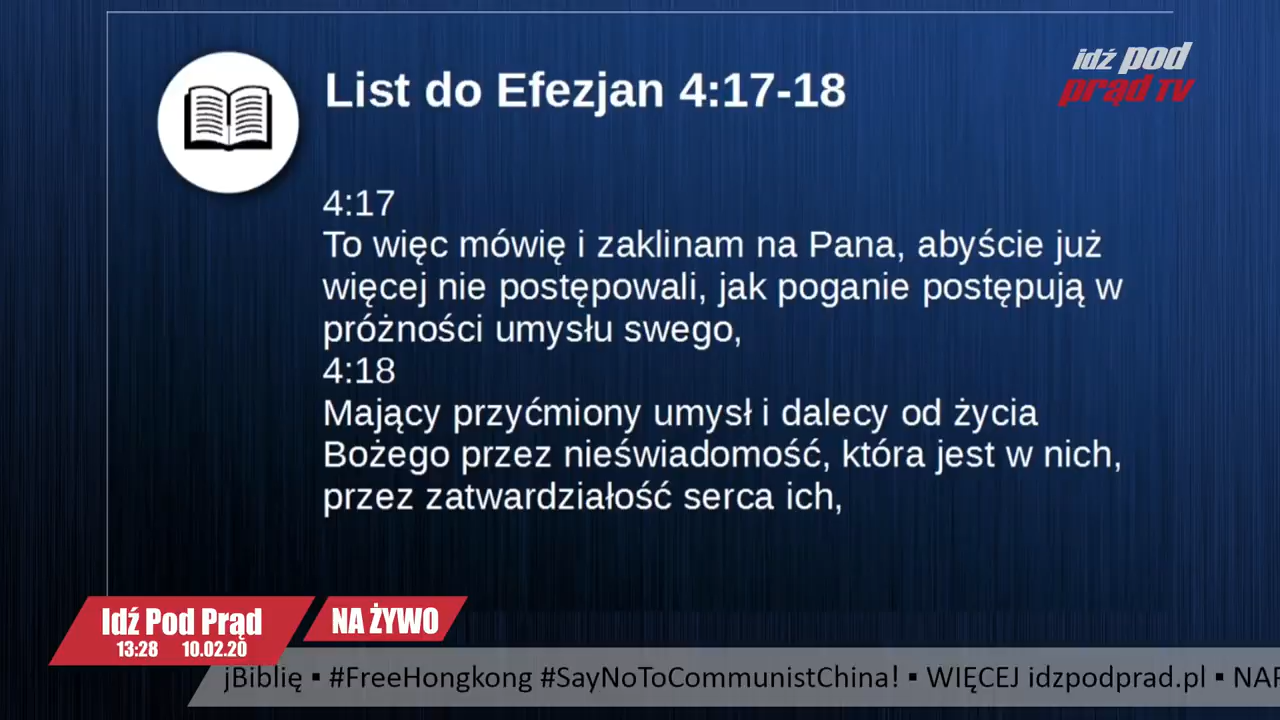 List do Efezjan 4:17-18
idź pod
prąd TV
4:17
To więc mówię i zaklinam na Pana, abyście już
więcej nie postępowali, jak poganie postępują w
próżności umysłu swego,
4:18
Mający przyćmiony umysł i dalecy od życia
Bożego przez nieświadomość, która jest w nich,
przez zatwardziałość serca ich,
Idź Pod Prąd
NA ŻYWO
13:28 10.02.20
jBiblię ▪ #FreeHongkong #SayNoToCommunistChina! ▪ WIĘCEJ idzpodprad.pl ▪